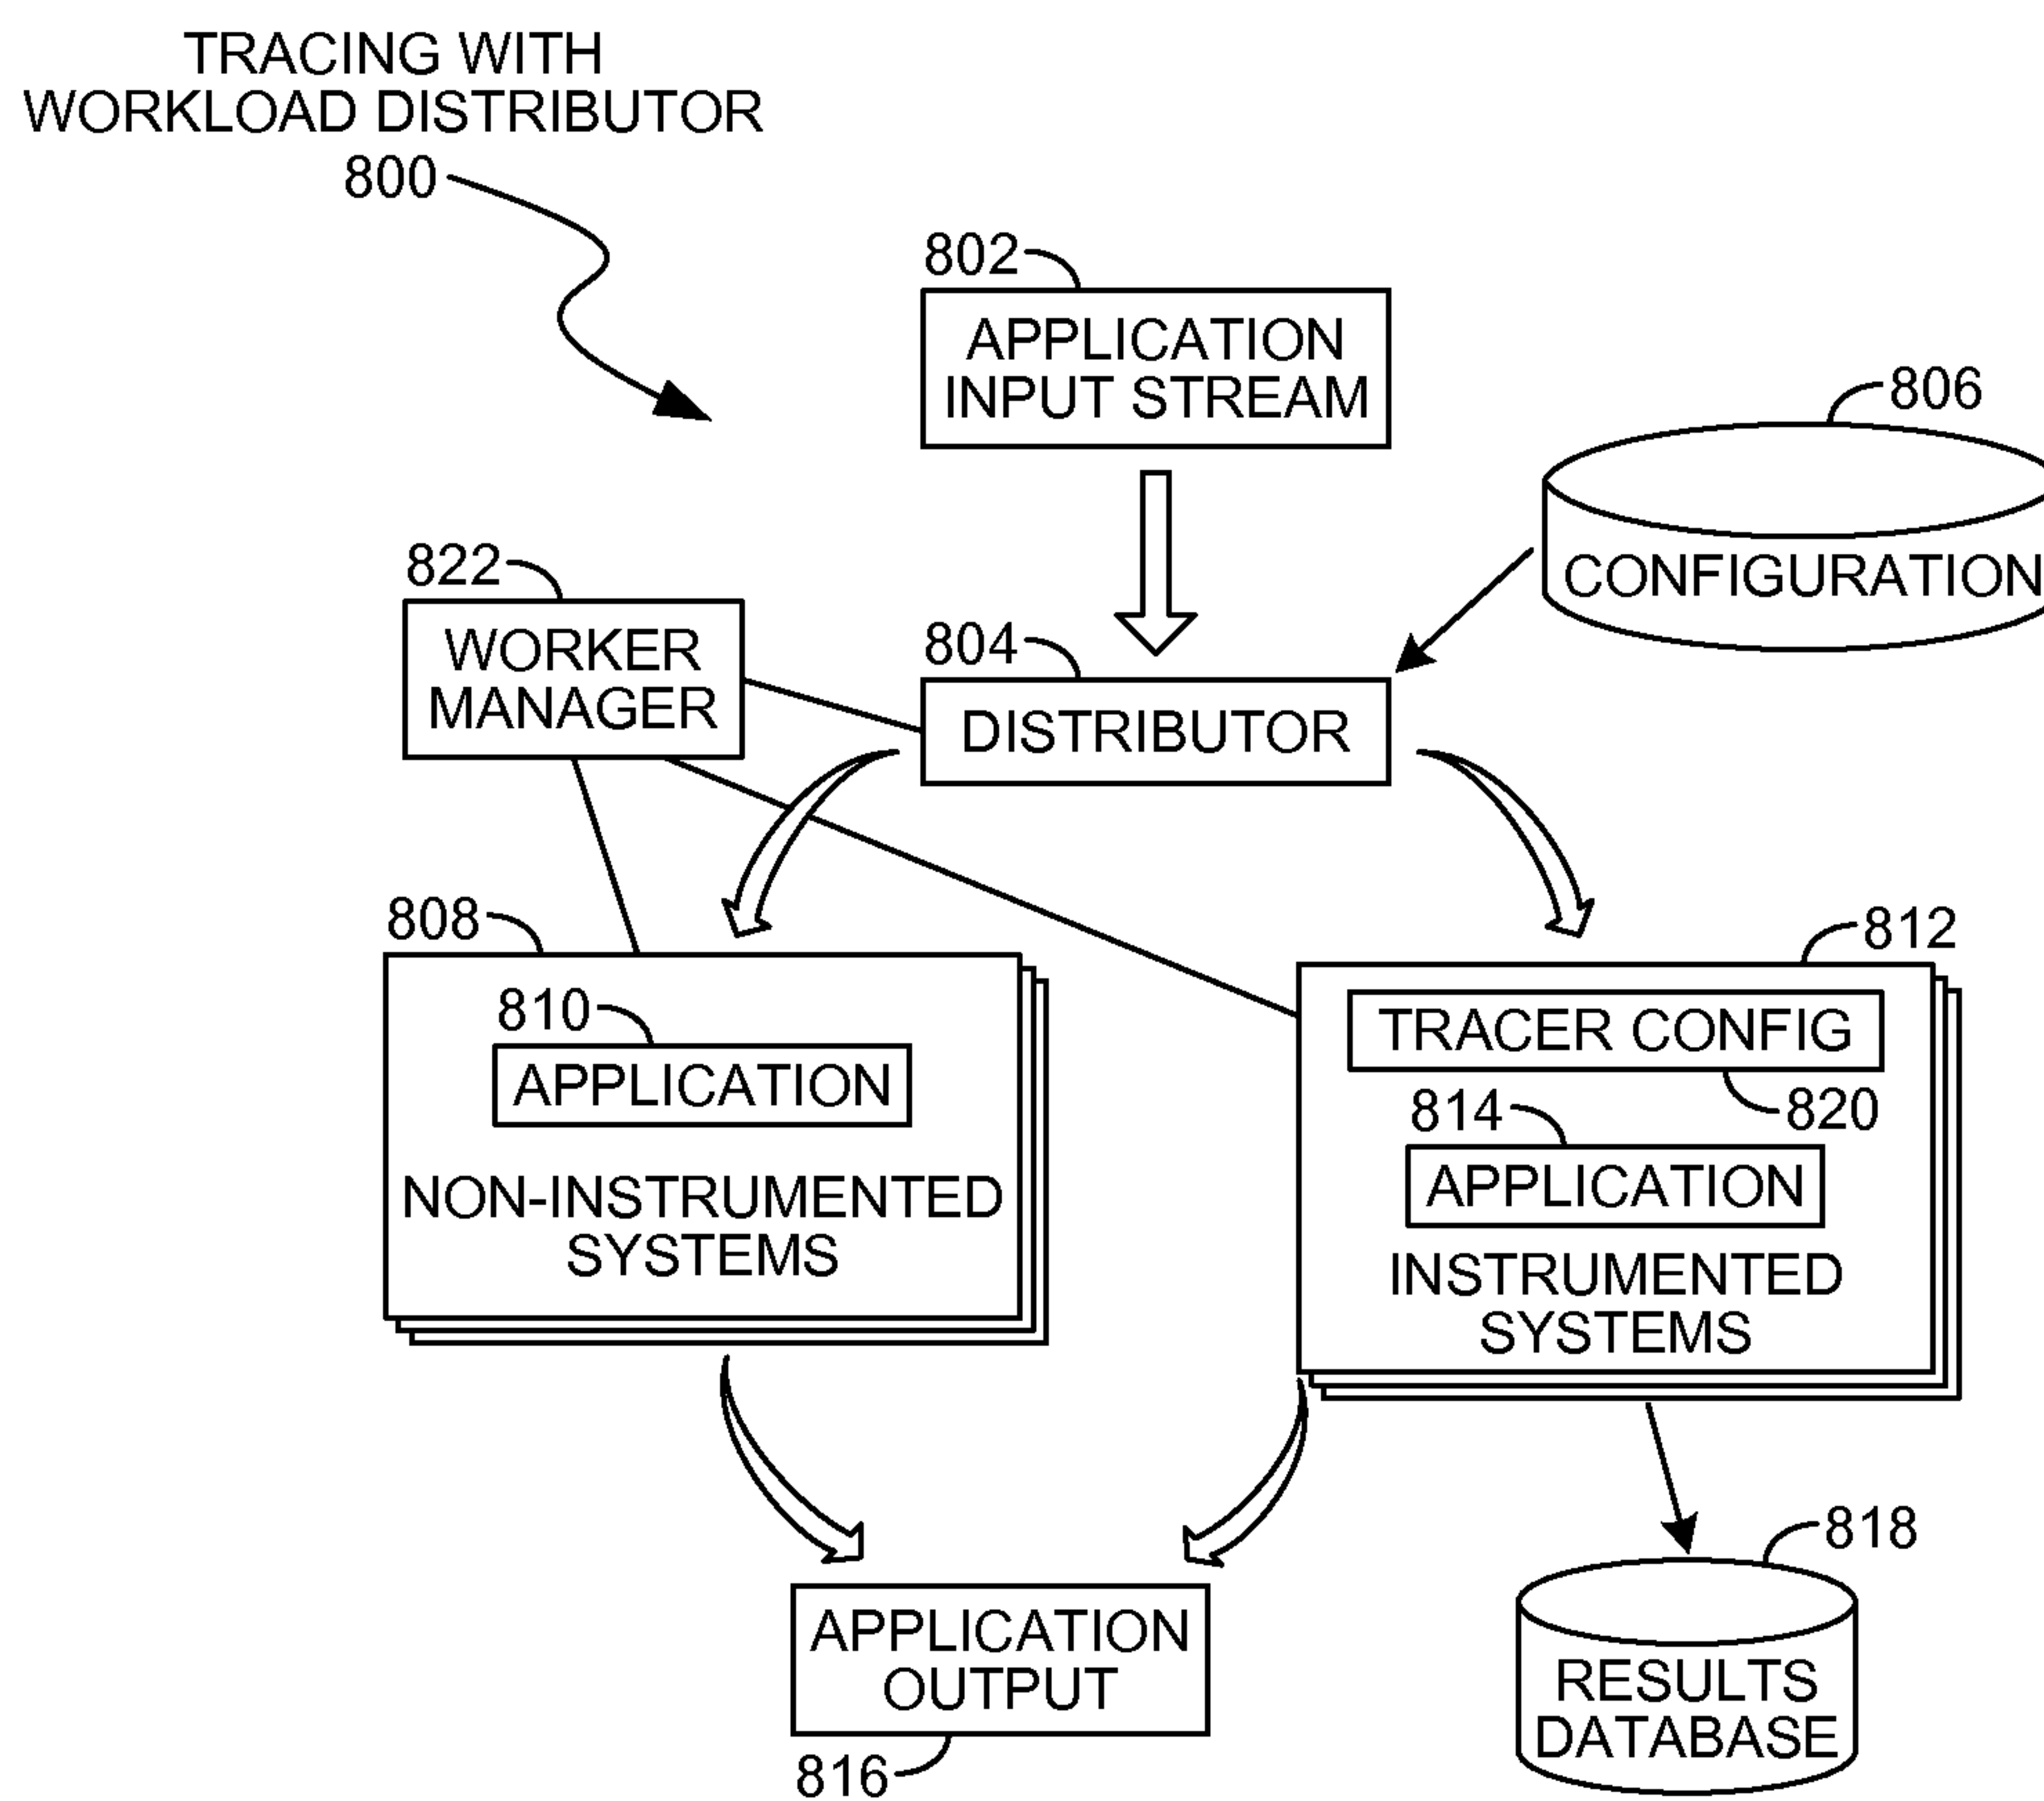 TRACING WITH
WORKLOAD DISTRIBUTOR
800
802
APPLICATION
INPUT STREAM
806
CONFIGURATION
822
WORKER
MANAGER
804
DISTRIBUTOR
808
810
APPLICATION
NON-INSTRUMENTED
SYSTEMS
812
TRACER CONFIG
820
814
APPLICATION
INSTRUMENTED
SYSTEMS
APPLICATION
OUTPUT
816
818
RESULTS
DATABASE